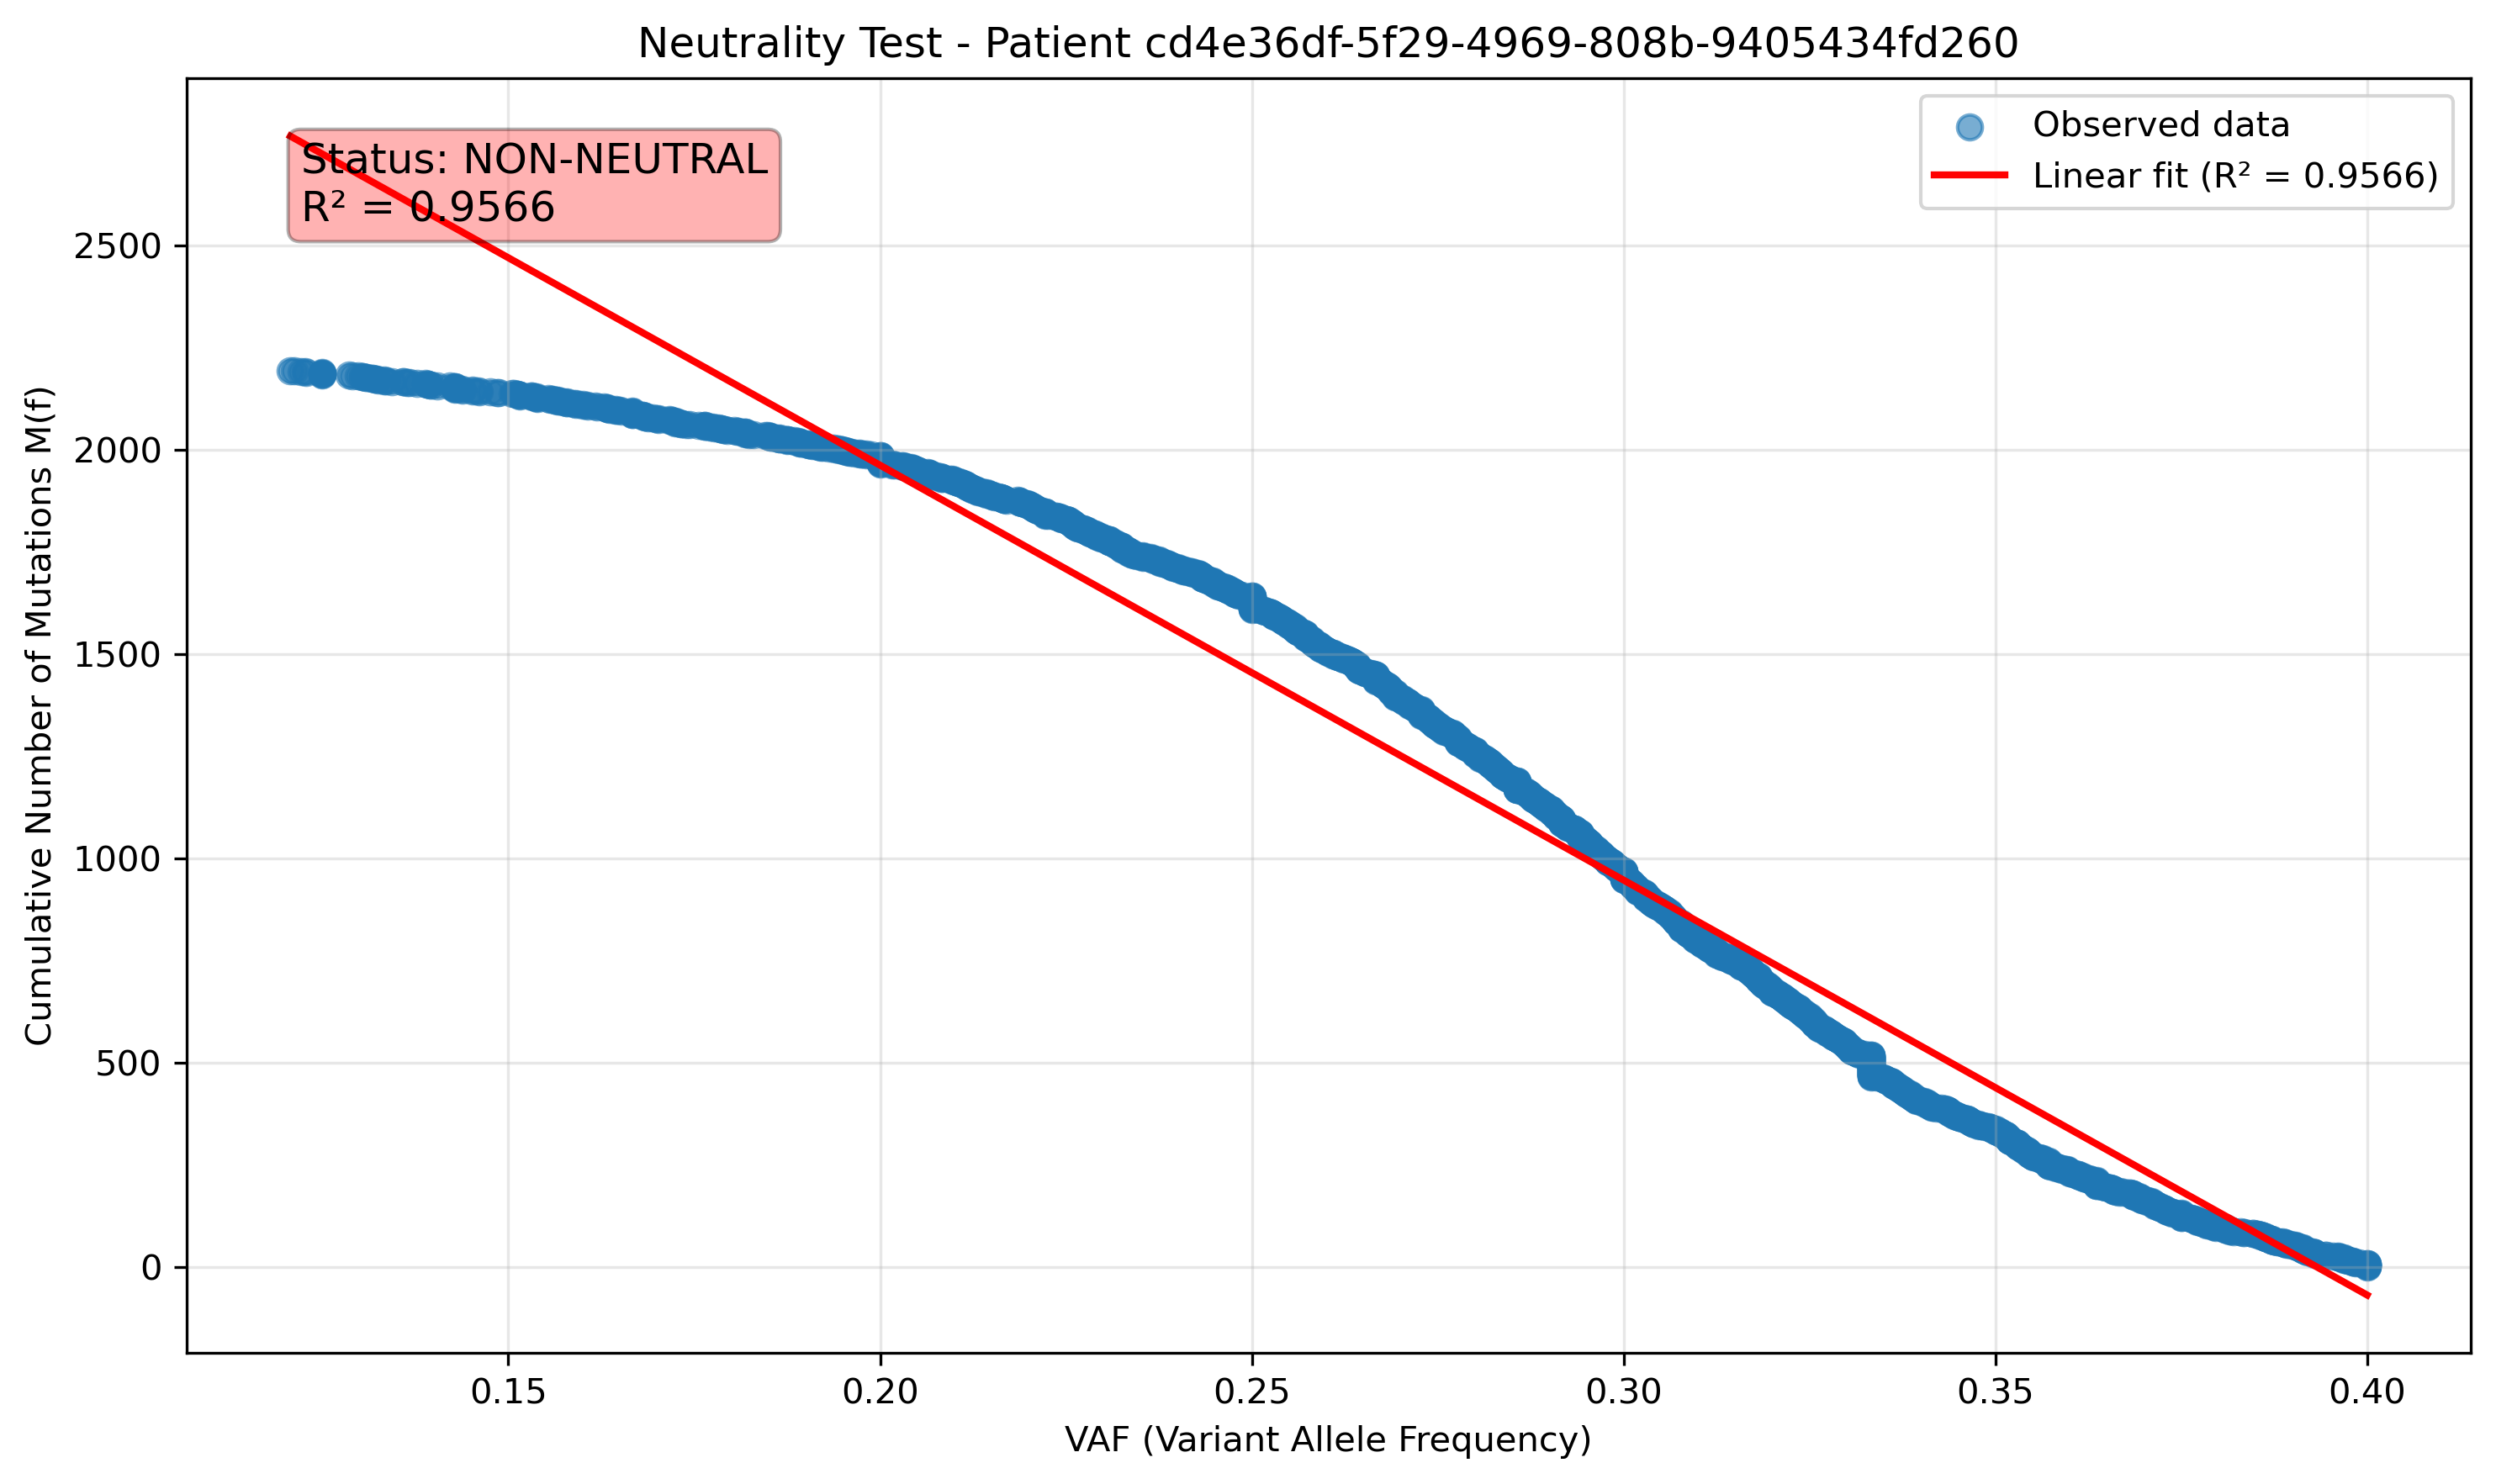 Neutrality Test - Patient cd4e36df-5f29-4969-808b-9405434fd260
Status: NON-NEUTRAL
R² = 0.9566
Observed data
Linear fit (R² = 0.9566)
Cumulative Number of Mutations M(f)
2500
2000
1500
1000
500
0
0.15 0.20 0.25 0.30 0.35 0.40
VAF (Variant Allele Frequency)